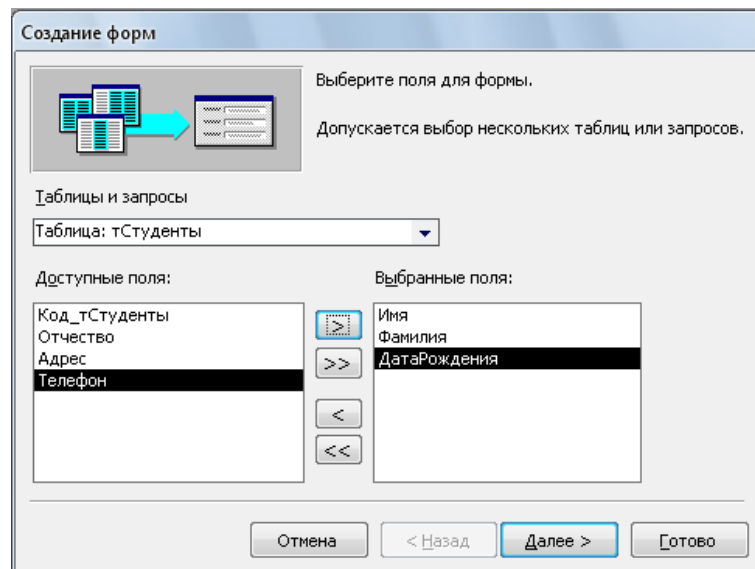 Создание форм
Выберите поля для формы.
Допускается выбор нескольких таблиц или запросов.
Таблицы и запросы
Таблица: тСтуденты
Доступные поля:
Выбранные поля:
Код_тСтуденты
Отчество
Адрес
Телефон
>
>>
<
<<
Имя
Фамилия
ДатаРождения
Отмена
< Назад
Далее >
Готово